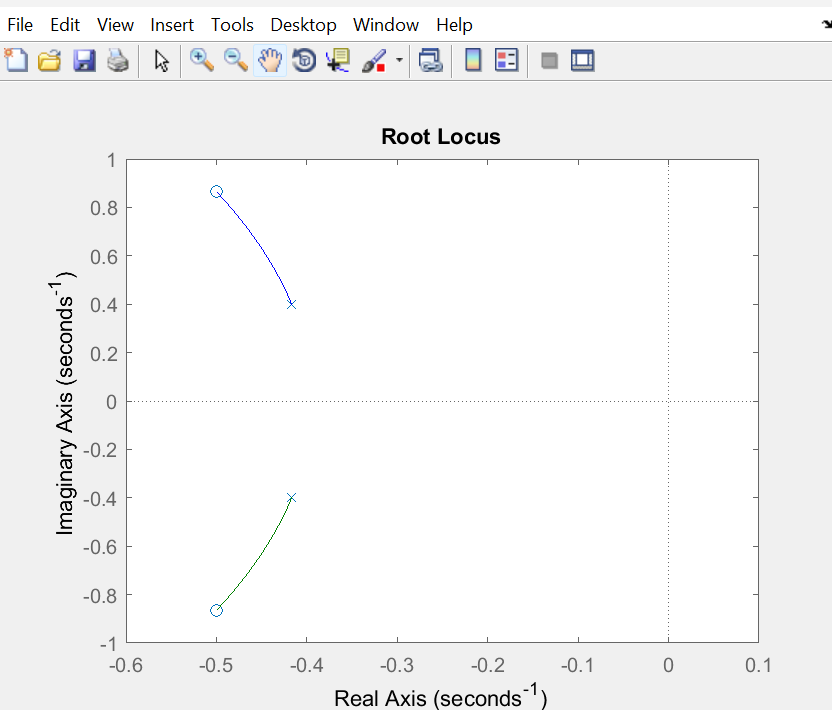 File Edit View Insert Tools Desktop Window Help
Root Locus
1
0.8
0.6
0.4
0.2
0
-0.2
-0.4
-0.6
-0.8
-1
Imaginary Axis (seconds⁻¹)
-0.6 -0.5 -0.4 -0.3 -0.2 -0.1 0 0.1
Real Axis (seconds⁻¹)